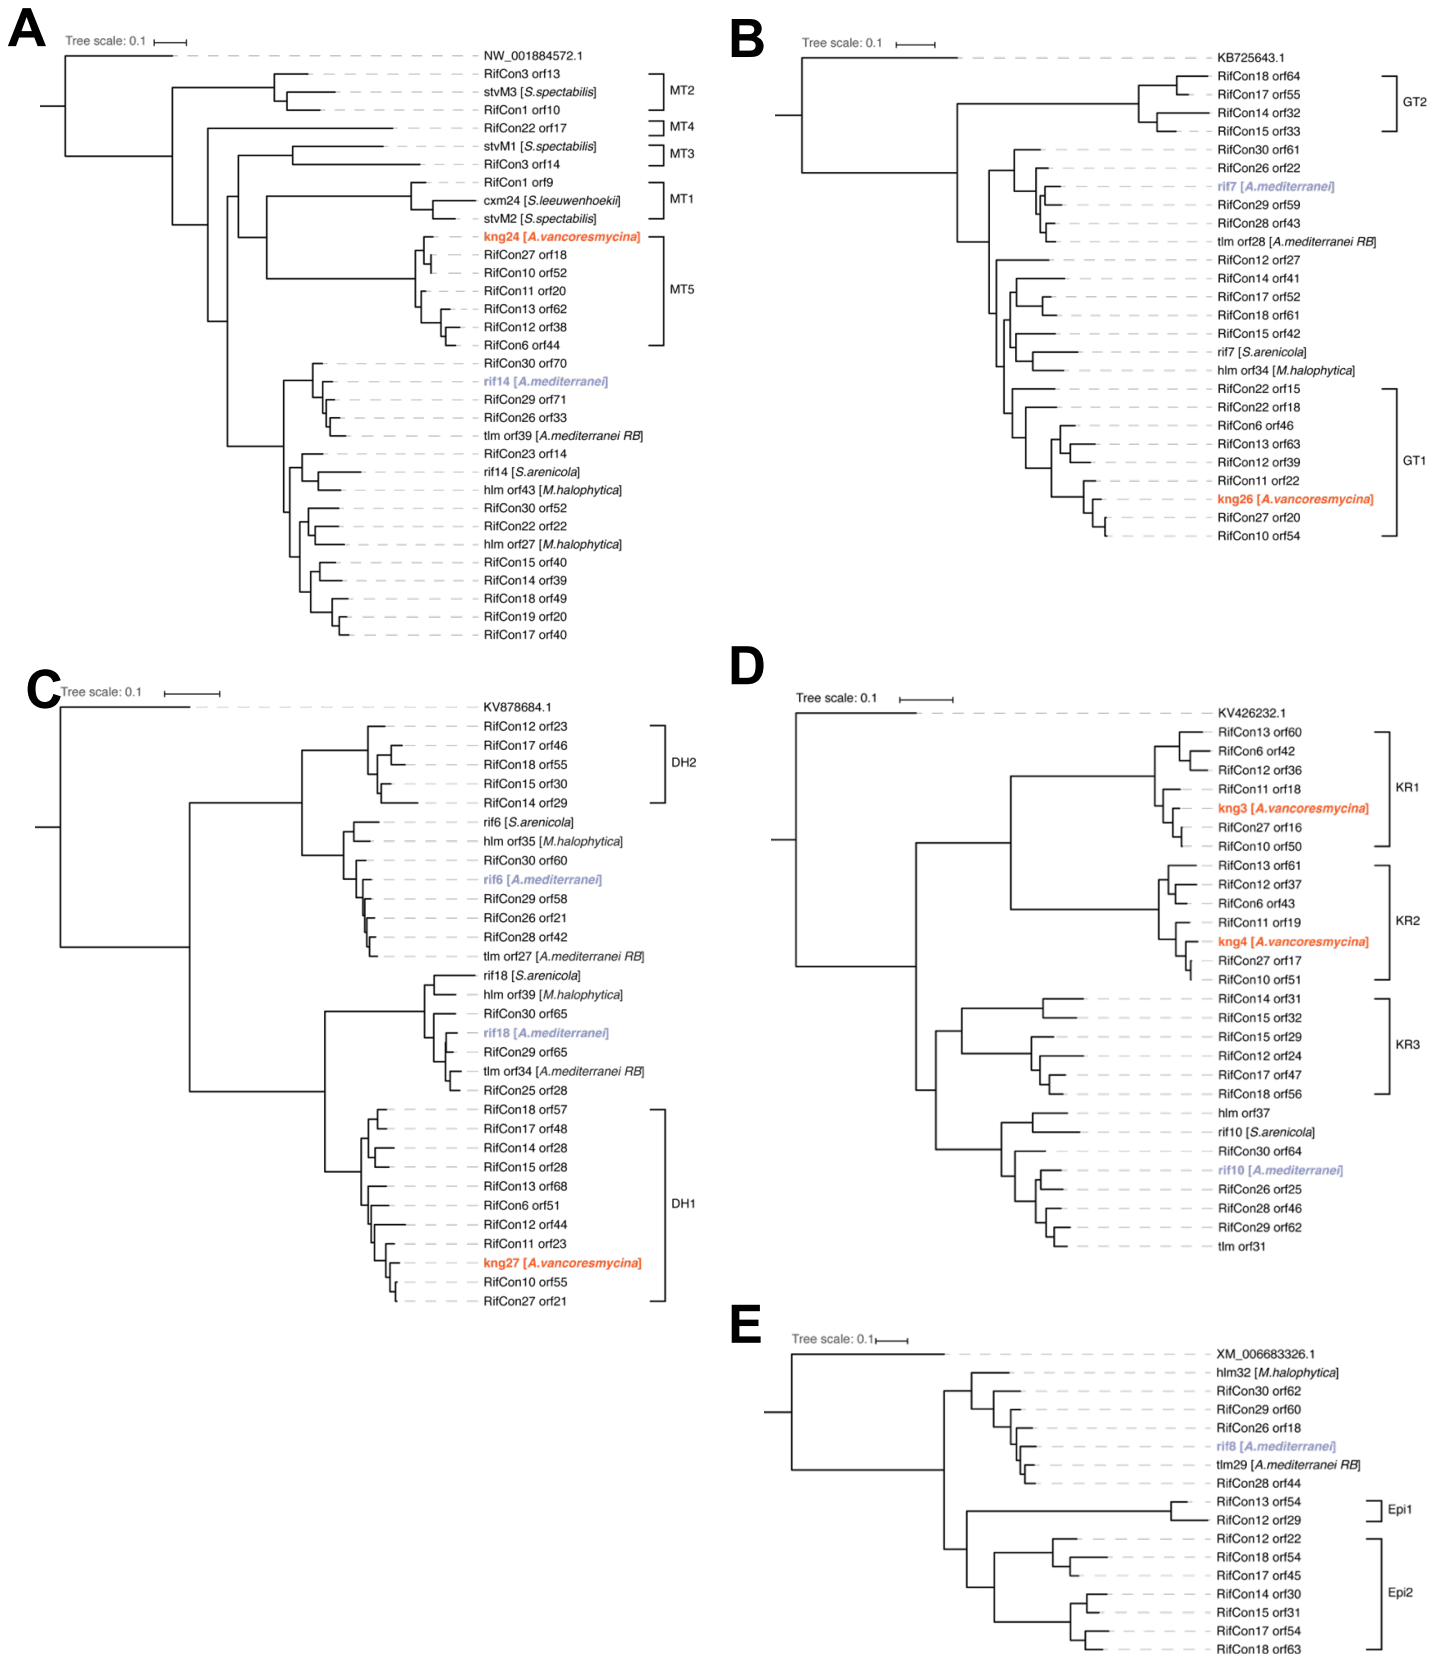 A
Tree scale: 0.1
NW_001884572.1
RifCon3 orf13
stvM3 [S.spectabilis]
RifCon1 orf10
MT2
RifCon22 orf17
MT4
stvM1 [S.spectabilis]
RifCon3 orf14
MT3
RifCon1 orf9
cxm24 [S.leeuwenhoekii]
stvM2 [S.spectabilis]
MT1
kng24 [A.vancoresmycina]
RifCon27 orf18
RifCon10 orf52
RifCon11 orf20
RifCon13 orf62
RifCon12 orf38
RifCon6 orf44
MT5
RifCon30 orf70
rif14 [A.mediterranei]
RifCon29 orf71
RifCon26 orf33
tlm orf39 [A.mediterranei RB]
RifCon23 orf14
rif14 [S.arenicola]
hlm orf43 [M.halophytica]
RifCon30 orf52
RifCon22 orf22
hlm orf27 [M.halophytica]
RifCon15 orf40
RifCon14 orf39
RifCon18 orf49
RifCon19 orf20
RifCon17 orf40
B
Tree scale: 0.1
KB725643.1
RifCon18 orf64
RifCon17 orf55
RifCon14 orf32
RifCon15 orf33
GT2
RifCon30 orf61
RifCon26 orf22
rif7 [A.mediterranei]
RifCon29 orf59
RifCon28 orf43
tlm orf28 [A.mediterranei RB]
RifCon12 orf27
RifCon14 orf41
RifCon17 orf52
RifCon18 orf61
RifCon15 orf42
rif7 [S.arenicola]
hlm orf34 [M.halophytica]
RifCon22 orf15
RifCon22 orf18
RifCon6 orf46
RifCon13 orf63
RifCon12 orf39
RifCon11 orf22
kng26 [A.vancoresmycina]
RifCon27 orf20
RifCon10 orf54
GT1
C
Tree scale: 0.1
KV878684.1
RifCon12 orf23
RifCon17 orf46
RifCon18 orf55
RifCon15 orf30
RifCon14 orf29
DH2
rif6 [S.arenicola]
hlm orf35 [M.halophytica]
RifCon30 orf60
rif6 [A.mediterranei]
RifCon29 orf58
RifCon26 orf21
RifCon28 orf42
tlm orf27 [A.mediterranei RB]
rif18 [S.arenicola]
hlm orf39 [M.halophytica]
RifCon30 orf65
rif18 [A.mediterranei]
RifCon29 orf65
tlm orf34 [A.mediterranei RB]
RifCon25 orf28
RifCon18 orf57
RifCon17 orf48
RifCon14 orf28
RifCon15 orf28
RifCon13 orf68
RifCon6 orf51
RifCon12 orf44
RifCon11 orf23
kng27 [A.vancoresmycina]
RifCon10 orf55
RifCon27 orf21
DH1
D
Tree scale: 0.1
KV426232.1
RifCon13 orf60
RifCon6 orf42
RifCon12 orf36
RifCon11 orf18
kng3 [A.vancoresmycina]
RifCon27 orf16
RifCon10 orf50
KR1
RifCon13 orf61
RifCon12 orf37
RifCon6 orf43
RifCon11 orf19
kng4 [A.vancoresmycina]
RifCon27 orf17
RifCon10 orf51
KR2
RifCon14 orf31
RifCon15 orf32
RifCon15 orf29
RifCon12 orf24
RifCon17 orf47
RifCon18 orf56
KR3
hlm orf37
rif10 [S.arenicola]
RifCon30 orf64
rif10 [A.mediterranei]
RifCon26 orf25
RifCon28 orf46
RifCon29 orf62
tlm orf31
E
Tree scale: 0.1
XM_006683326.1
hlm32 [M.halophytica]
RifCon30 orf62
RifCon29 orf60
RifCon26 orf18
rif8 [A.mediterranei]
tlm29 [A.mediterranei RB]
RifCon28 orf44
RifCon13 orf54
RifCon12 orf29
Epi1
RifCon12 orf22
RifCon18 orf54
RifCon17 orf45
RifCon14 orf30
RifCon15 orf31
RifCon17 orf54
RifCon18 orf63
Epi2